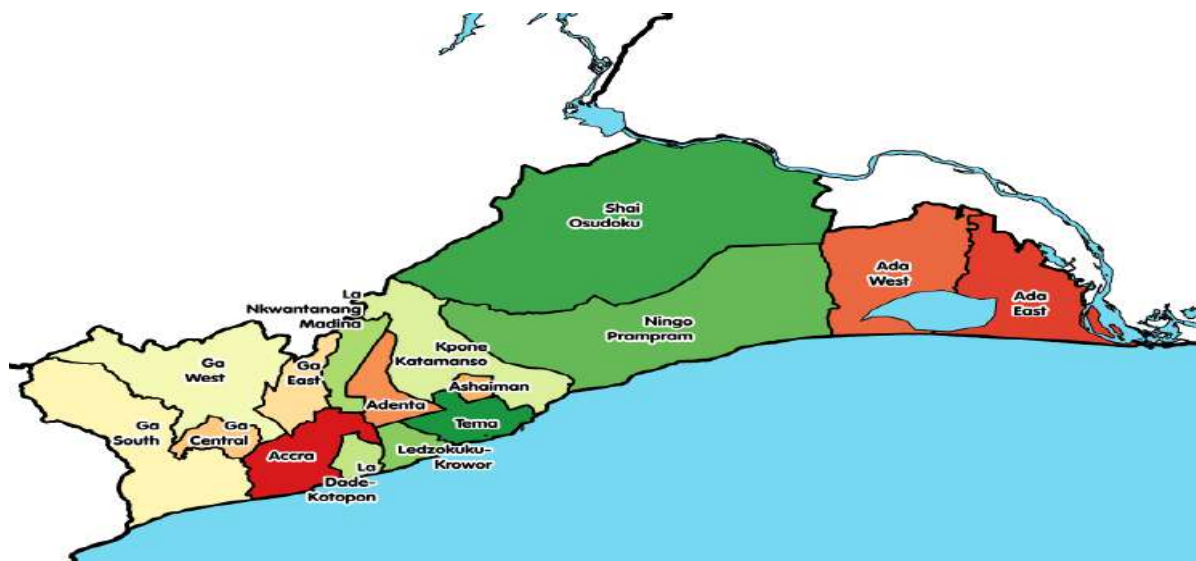 Shai
Osudoku
Ada
West
Ada
East
La
Nkwantanang
Madina
Ningo
Prampram
Kpone
Katamanso
Ga
West
Ga
East
Ashaiman
Adenta
Ga
South
Ga
Central
Tema
Accra
Ledzokuku-
Krowor
La
Dade-
Kotopon